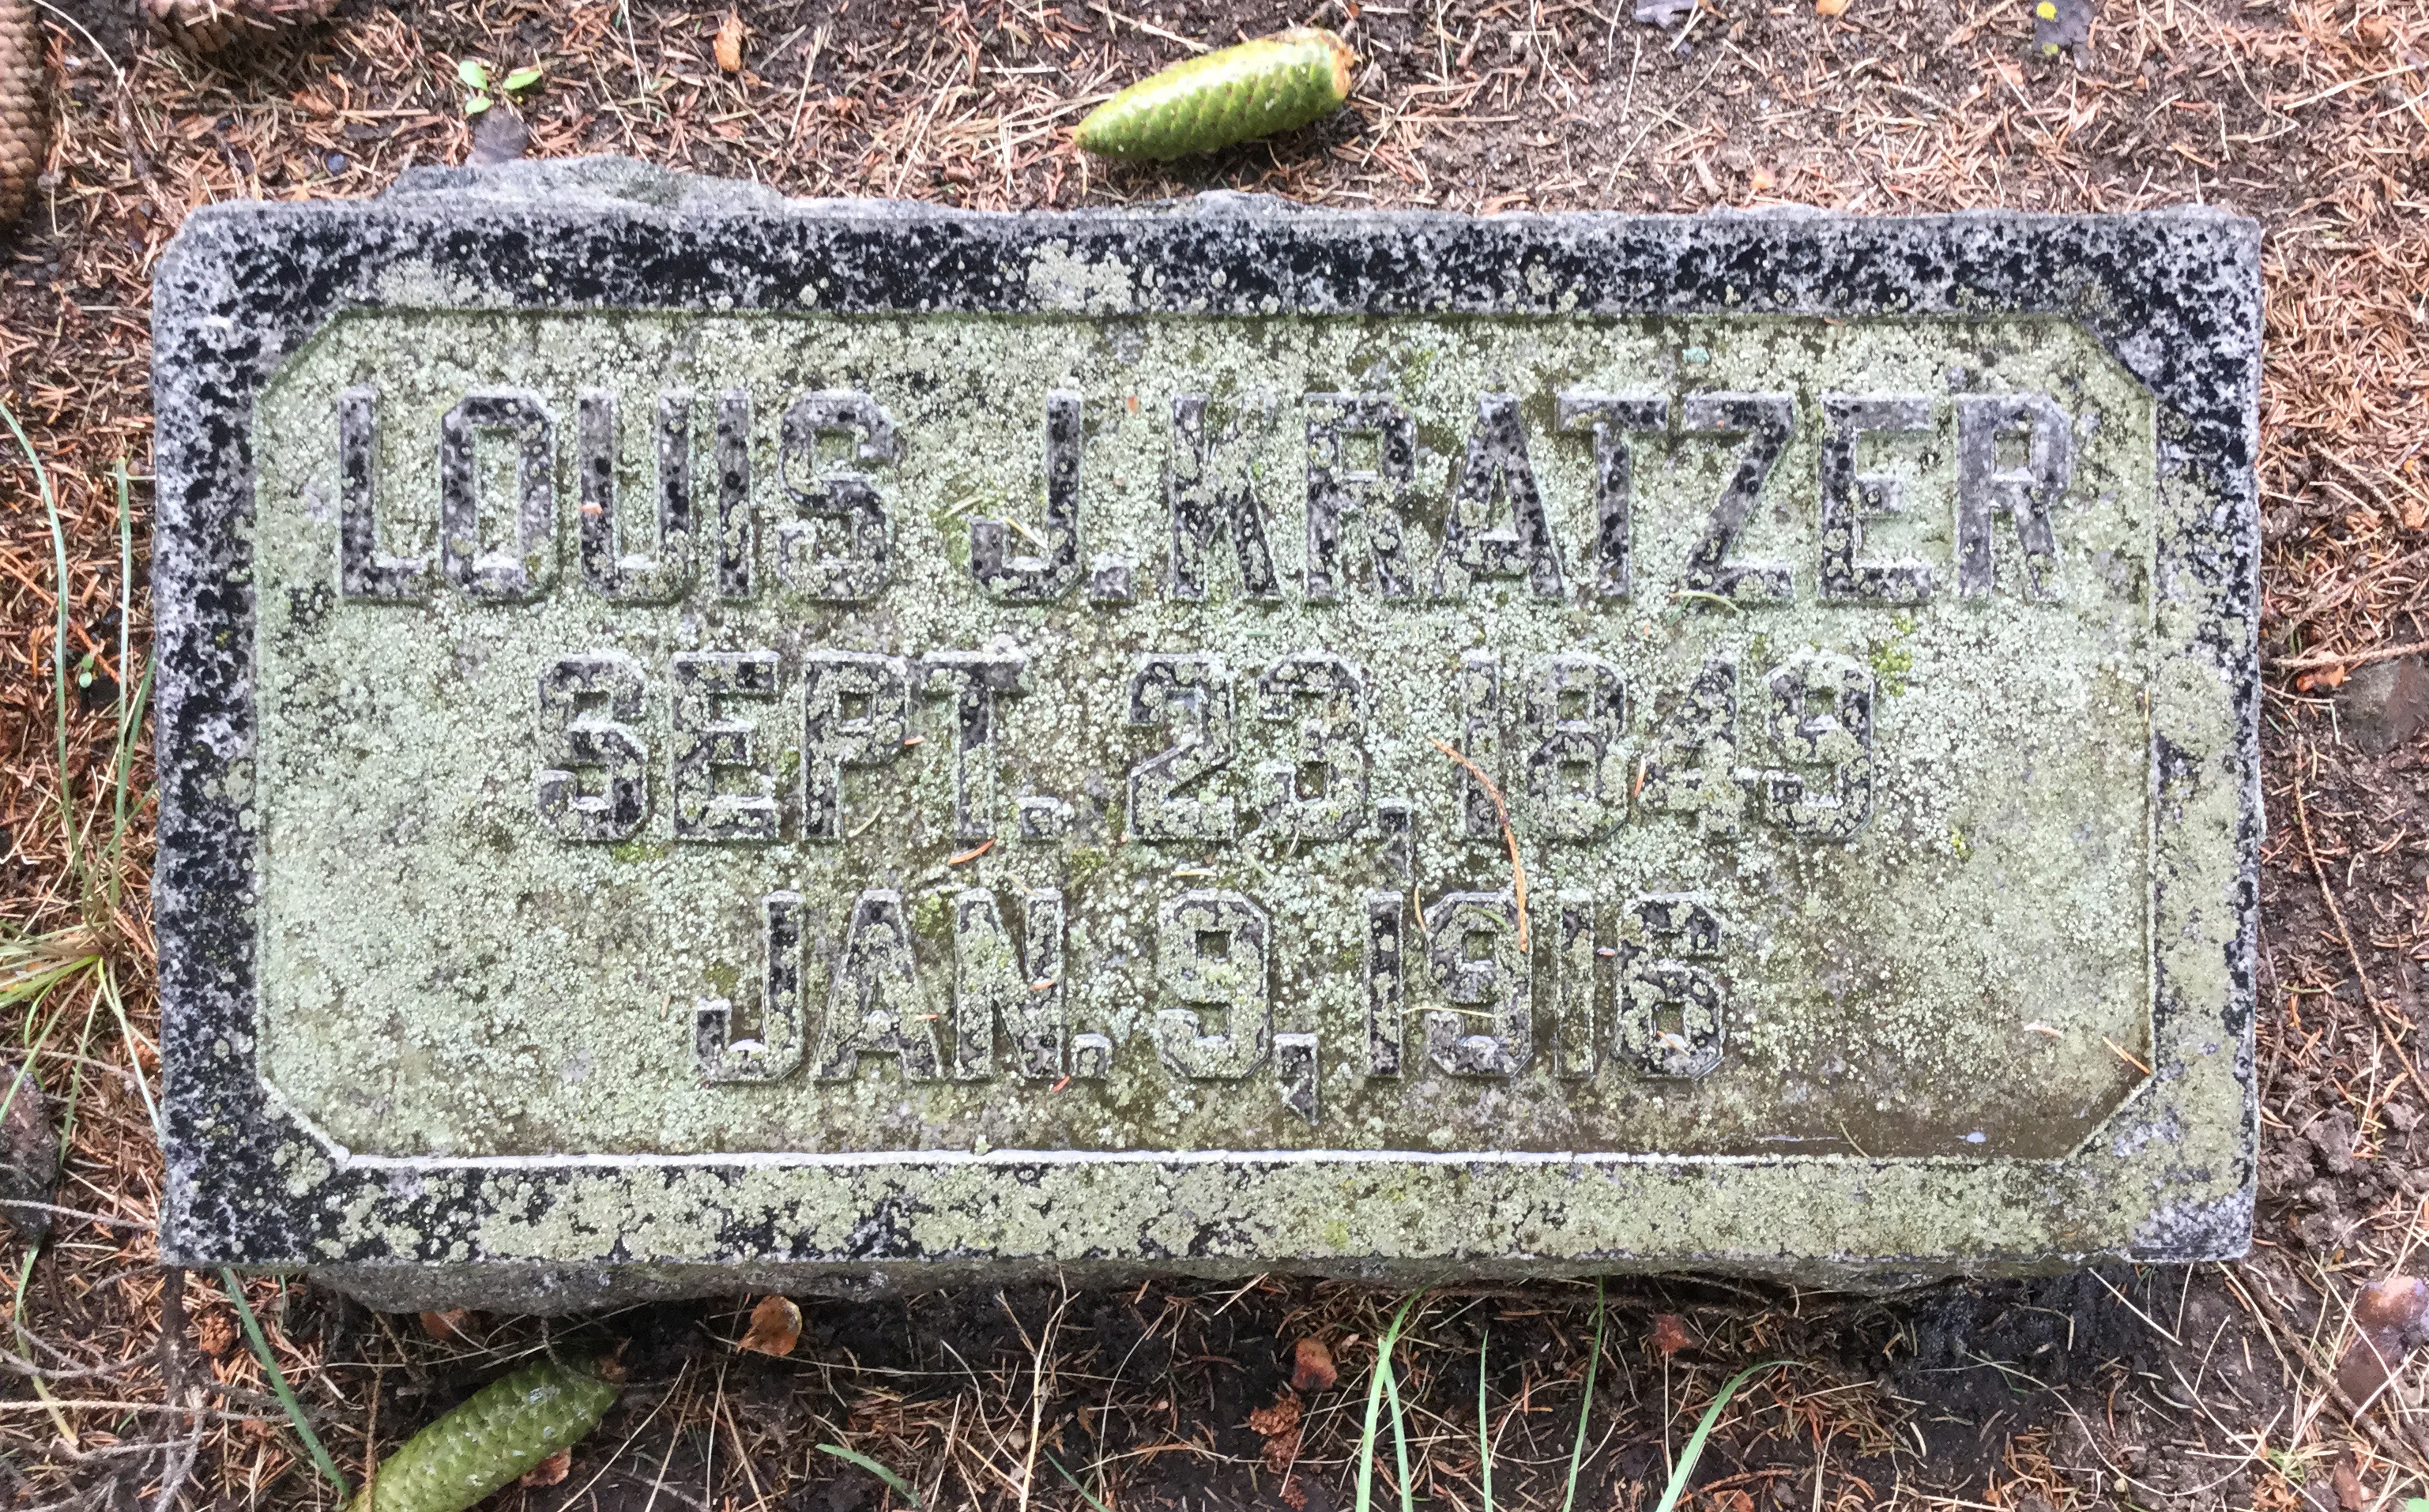 LOUIS J. KRATZER
SEPT. 23, 1849
JAN. 9, 1916